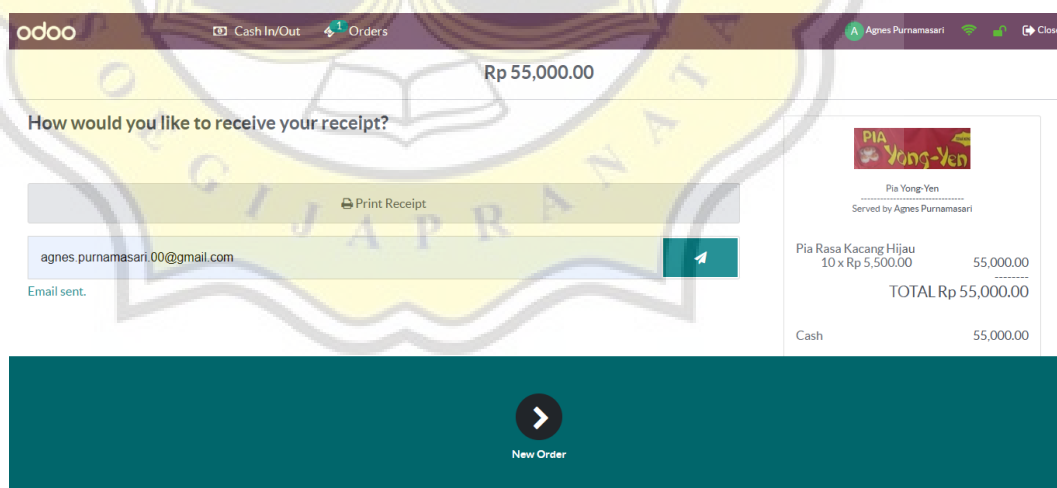 odoo Cash In/Out 1 Orders A Agnes Purnamasari Close
Rp 55,000.00
How would you like to receive your receipt?
Print Receipt
agnes.purnamasari.00@gmail.com
Email sent.
PIA
Yong-Yen
Pia Yong-Yen
--------------------------------
Served by Agnes Purnamasari
Pia Rasa Kacang Hijau
10 x Rp 5,500.00 55,000.00
--------
TOTAL Rp 55,000.00
Cash 55,000.00
New Order
SOEGIJAPRANATA